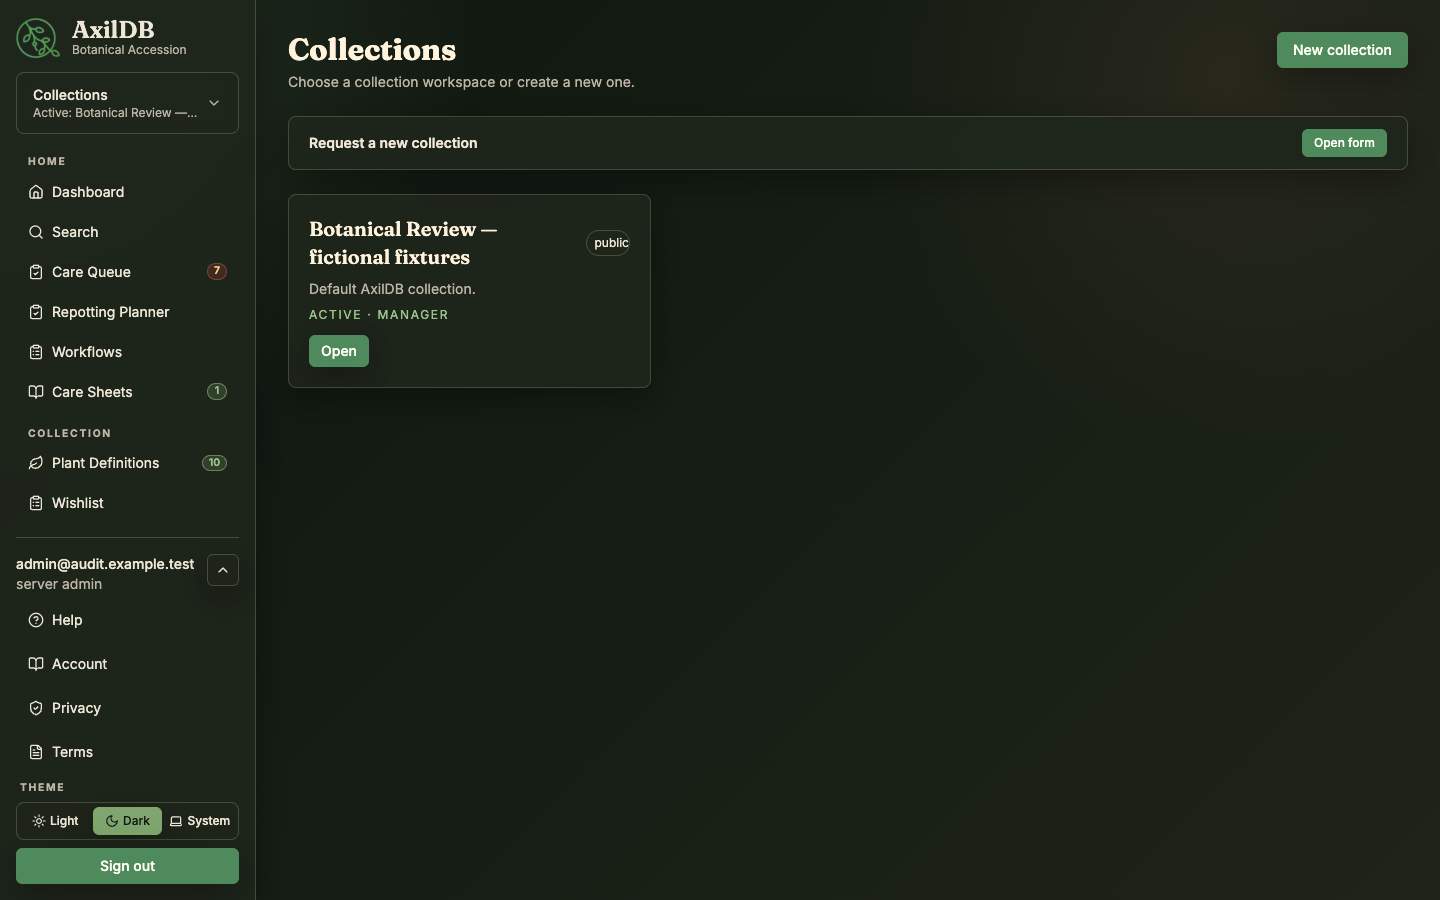 AxilDB
Botanical Accession
Collections
Active: Botanical Review —...
HOME
Dashboard
Search
Care Queue 7
Repotting Planner
Workflows
Care Sheets 1
COLLECTION
Plant Definitions 10
Wishlist
admin@audit.example.test
server admin
Help
Account
Privacy
Terms
THEME
Light Dark System
Sign out
Collections
Choose a collection workspace or create a new one.
New collection
Request a new collection
Open form
Botanical Review —
fictional fixtures
public
Default AxilDB collection.
ACTIVE · MANAGER
Open